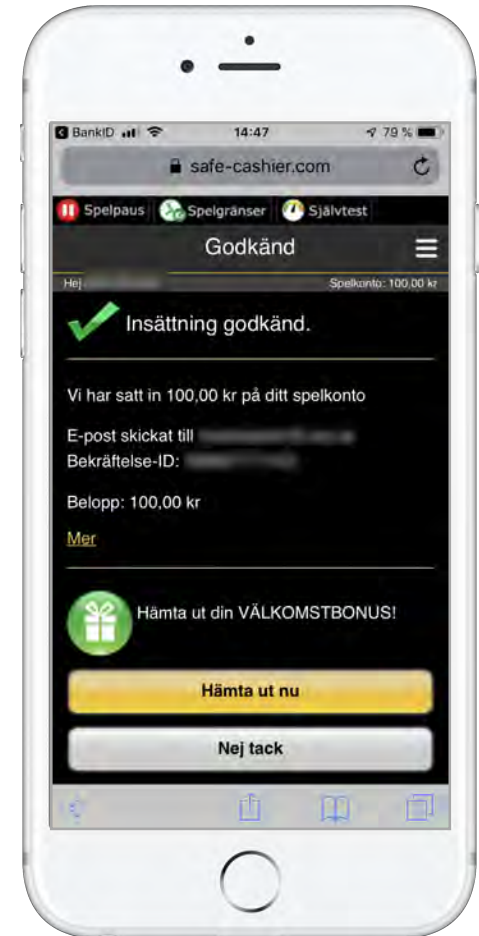 BankID
14:47
79 %
safe-cashier.com
Spelpaus Spelgränser Självtest
Godkänd
Hej
Spelkonto: 100,00 kr
Insättning godkänd.
Vi har satt in 100,00 kr på ditt spelkonto
E-post skickat till
Bekräftelse-ID:
Belopp: 100,00 kr
Mer
Hämta ut din VÄLKOMSTBONUS!
Hämta ut nu
Nej tack